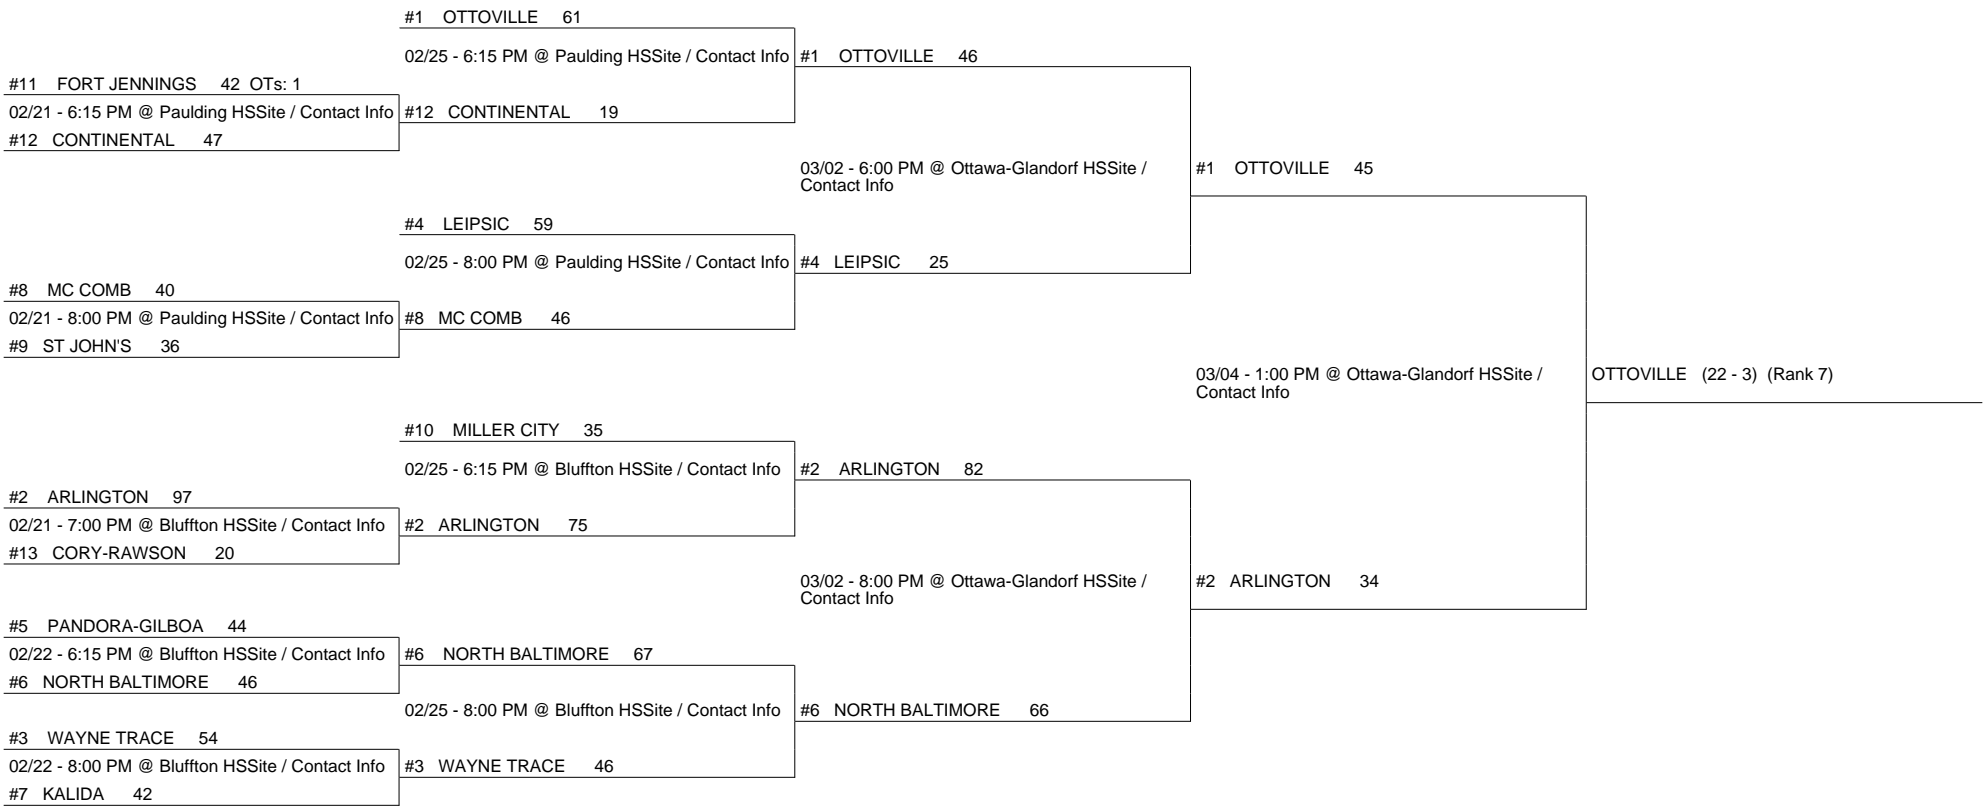 #1 OTTOVILLE 61
02/25 - 6:15 PM @ Paulding HSSite / Contact Info
#1 OTTOVILLE 46
#11 FORT JENNINGS 42 OTs: 1
02/21 - 6:15 PM @ Paulding HSSite / Contact Info
#12 CONTINENTAL 19
#12 CONTINENTAL 47
03/02 - 6:00 PM @ Ottawa-Glandorf HSSite /
Contact Info
#1 OTTOVILLE 45
#4 LEIPSIC 59
02/25 - 8:00 PM @ Paulding HSSite / Contact Info
#4 LEIPSIC 25
#8 MC COMB 40
02/21 - 8:00 PM @ Paulding HSSite / Contact Info
#8 MC COMB 46
#9 ST JOHN'S 36
03/04 - 1:00 PM @ Ottawa-Glandorf HSSite /
Contact Info
OTTOVILLE (22 - 3) (Rank 7)
#10 MILLER CITY 35
02/25 - 6:15 PM @ Bluffton HSSite / Contact Info
#2 ARLINGTON 82
#2 ARLINGTON 97
02/21 - 7:00 PM @ Bluffton HSSite / Contact Info
#2 ARLINGTON 75
#13 CORY-RAWSON 20
03/02 - 8:00 PM @ Ottawa-Glandorf HSSite /
Contact Info
#2 ARLINGTON 34
#5 PANDORA-GILBOA 44
02/22 - 6:15 PM @ Bluffton HSSite / Contact Info
#6 NORTH BALTIMORE 67
#6 NORTH BALTIMORE 46
02/25 - 8:00 PM @ Bluffton HSSite / Contact Info
#6 NORTH BALTIMORE 66
#3 WAYNE TRACE 54
02/22 - 8:00 PM @ Bluffton HSSite / Contact Info
#3 WAYNE TRACE 46
#7 KALIDA 42